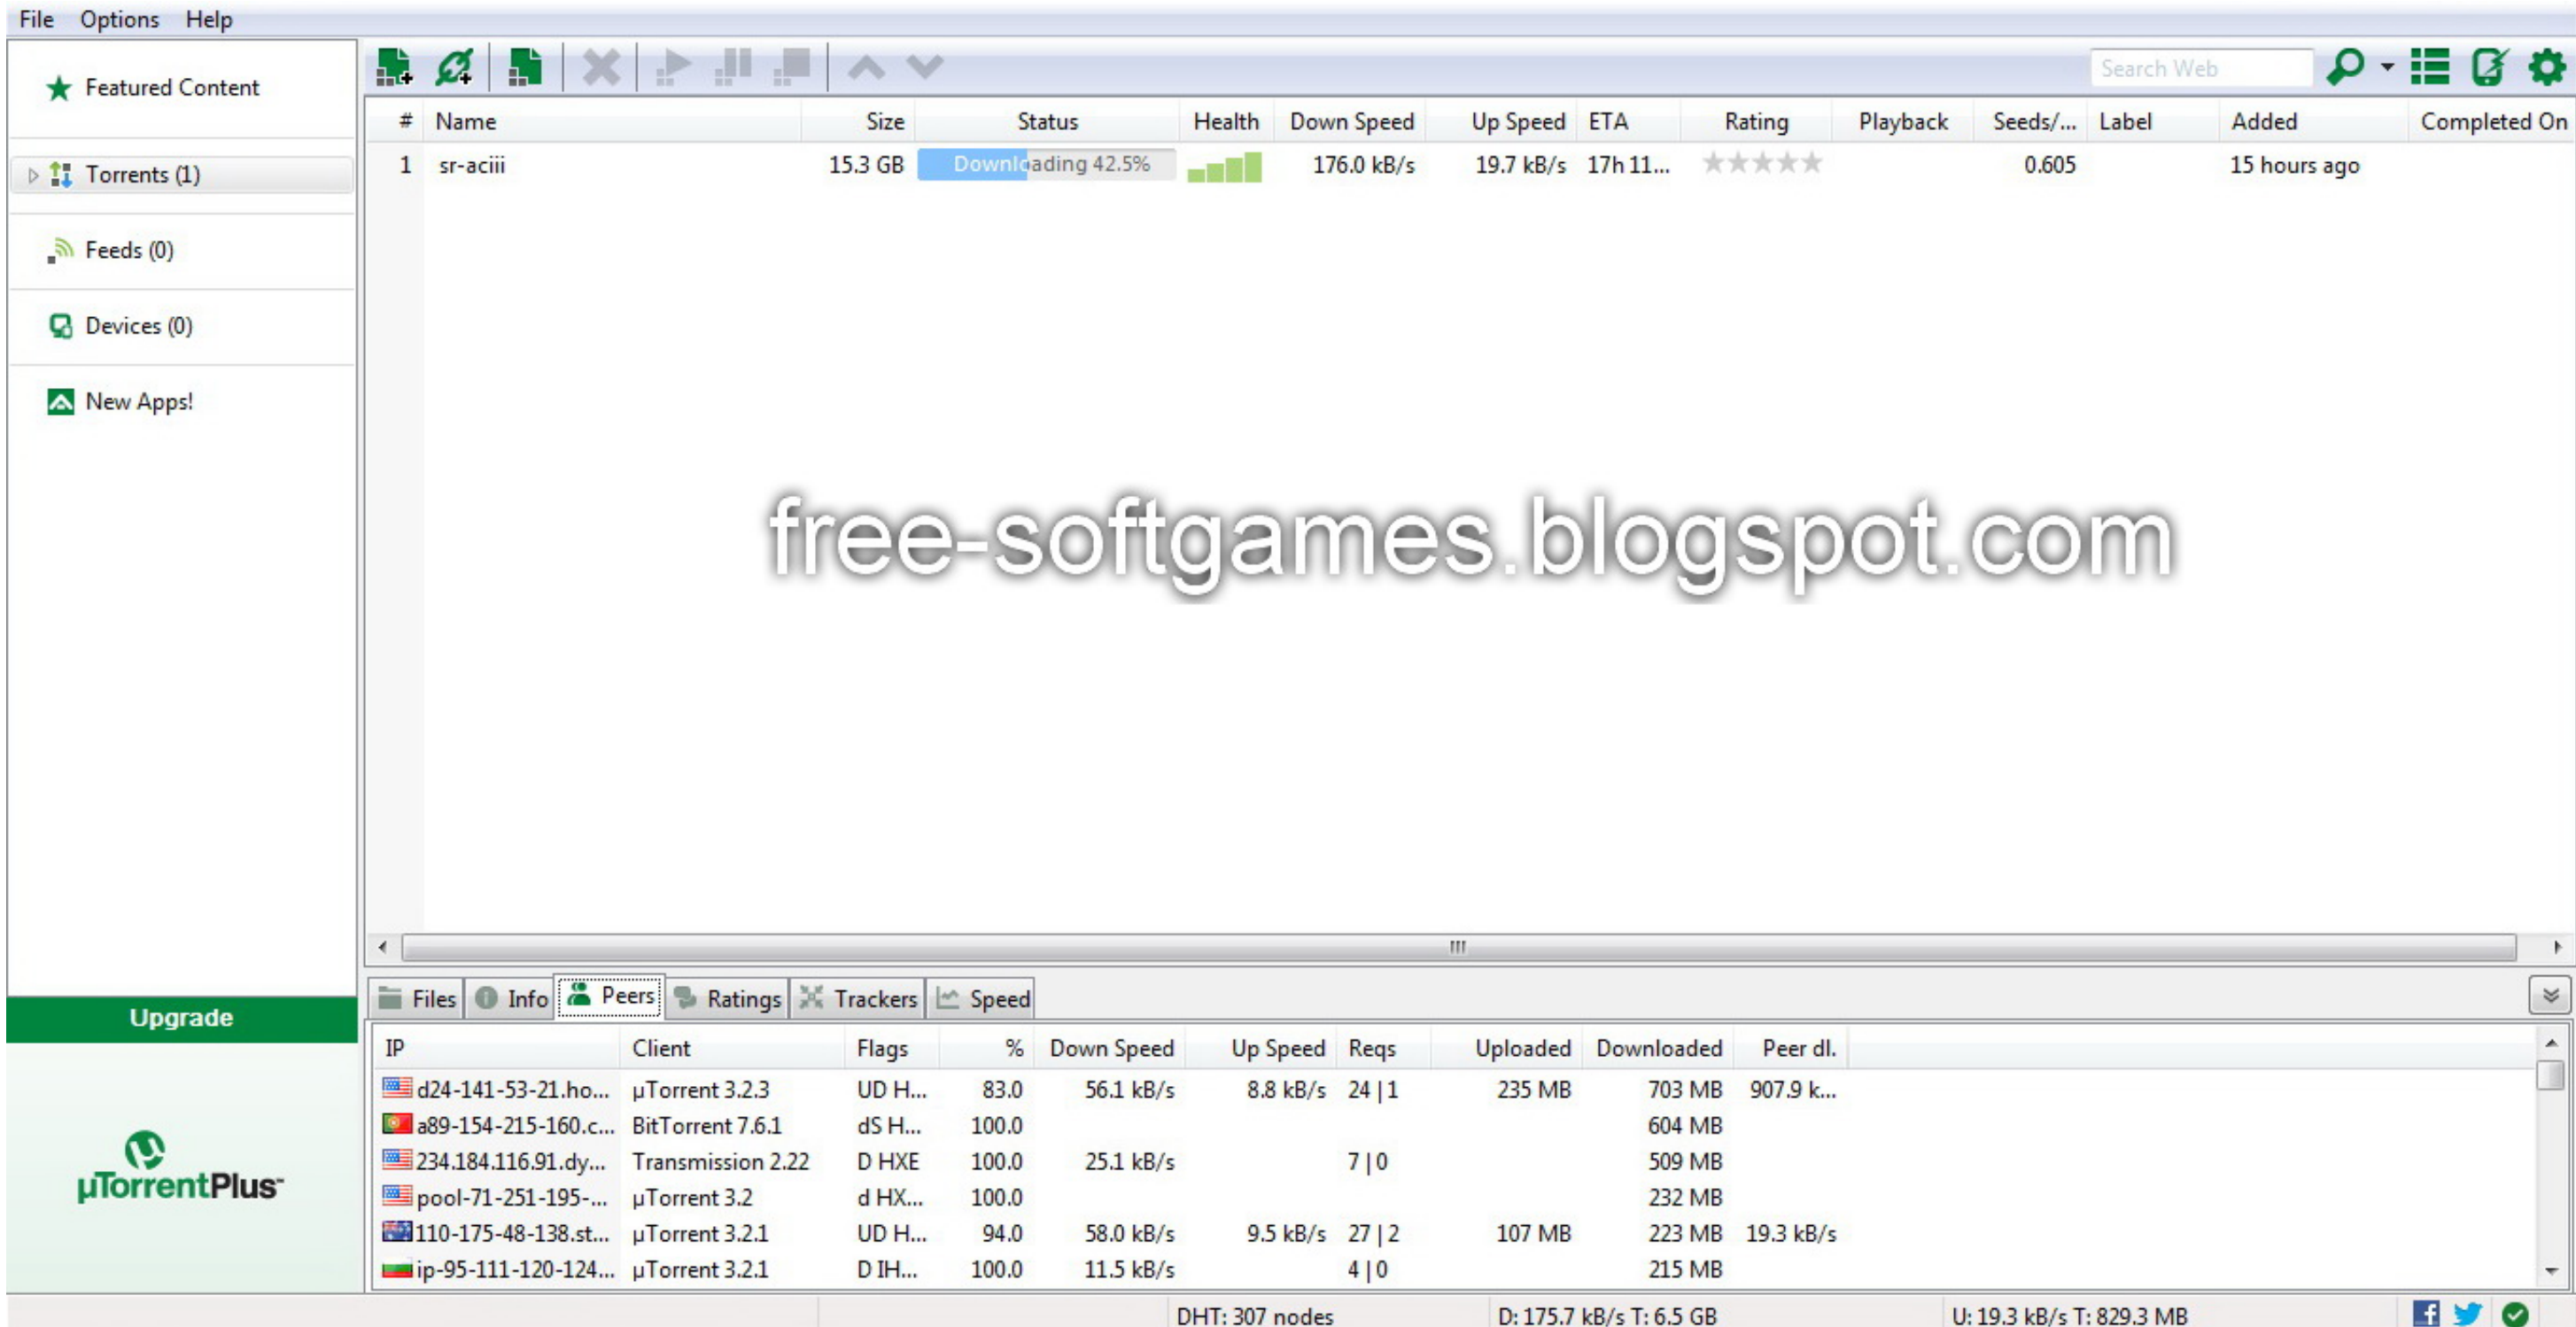 File Options Help
Featured Content
Torrents (1)
Feeds (0)
Devices (0)
New Apps!
Upgrade
µTorrentPlus
Search Web
# Name Size Status Health Down Speed Up Speed ETA Rating Playback Seeds/... Label Added Completed On
1 sr-aciii 15.3 GB Downloading 42.5% 176.0 kB/s 19.7 kB/s 17h 11... 0.605 15 hours ago
free-softgames.blogspot.com
Files Info Peers Ratings Trackers Speed
IP Client Flags % Down Speed Up Speed Reqs Uploaded Downloaded Peer dl.
d24-141-53-21.ho... µTorrent 3.2.3 UD H... 83.0 56.1 kB/s 8.8 kB/s 24 | 1 235 MB 703 MB 907.9 k...
a89-154-215-160.c... BitTorrent 7.6.1 dS H... 100.0 604 MB
234.184.116.91.dy... Transmission 2.22 D HXE 100.0 25.1 kB/s 7 | 0 509 MB
pool-71-251-195-... µTorrent 3.2 d HX... 100.0 232 MB
110-175-48-138.st... µTorrent 3.2.1 UD H... 94.0 58.0 kB/s 9.5 kB/s 27 | 2 107 MB 223 MB 19.3 kB/s
ip-95-111-120-124... µTorrent 3.2.1 D IH... 100.0 11.5 kB/s 4 | 0 215 MB
DHT: 307 nodes D: 175.7 kB/s T: 6.5 GB U: 19.3 kB/s T: 829.3 MB